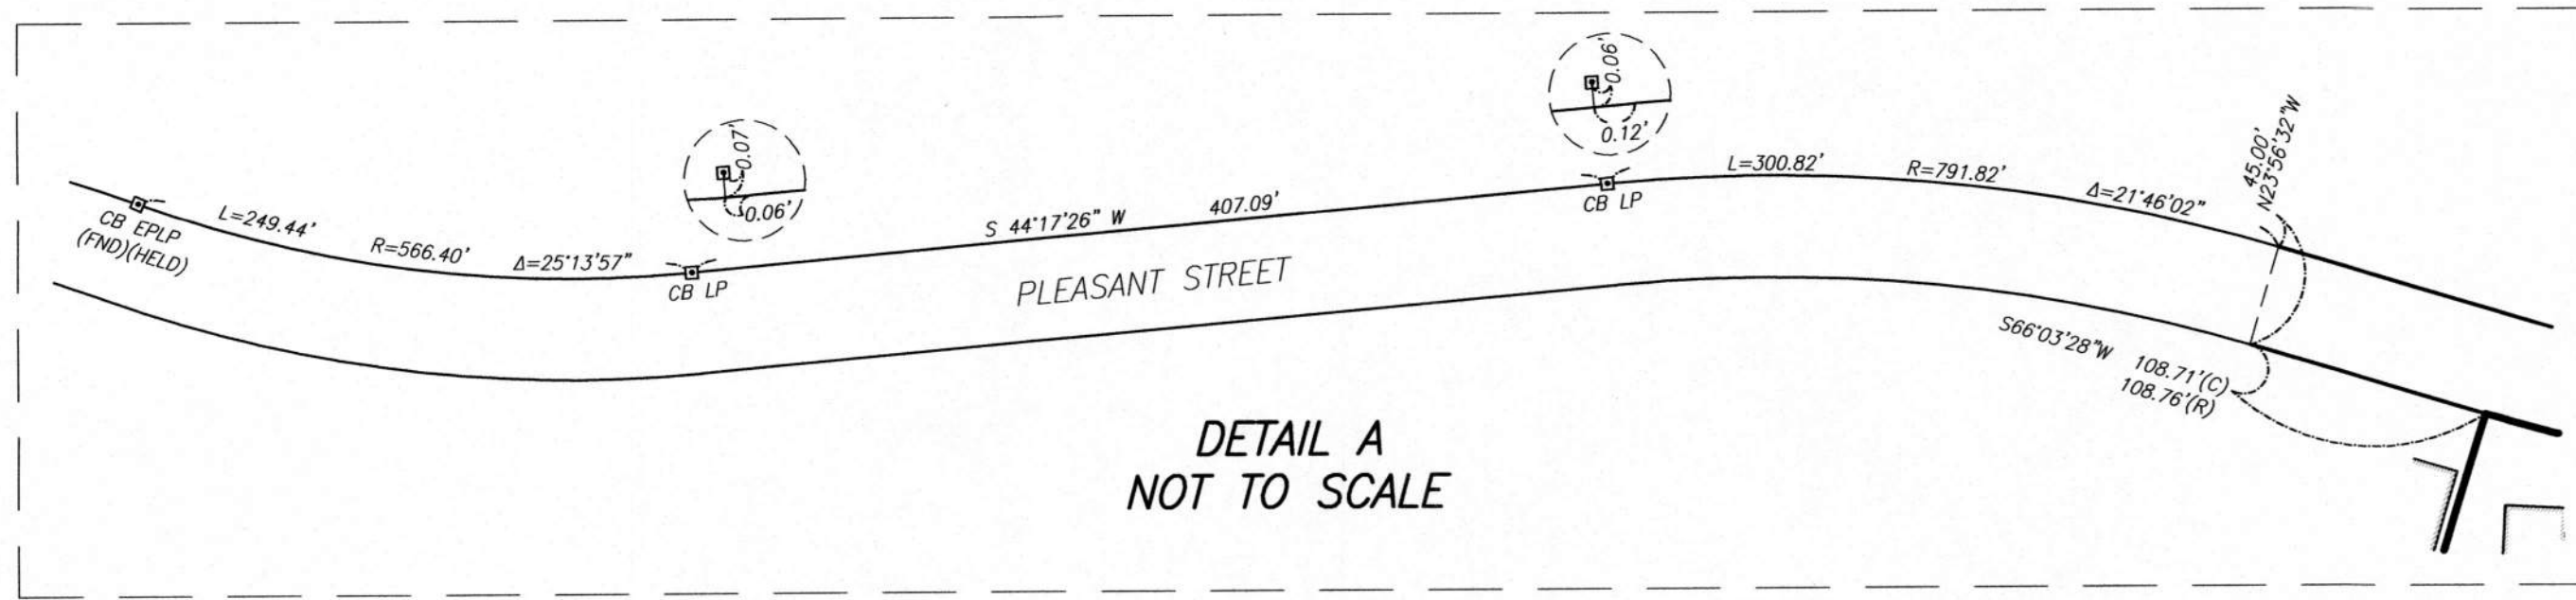 CB EPLP
(FND)(HELD)
L=249.44'
R=566.40'
Δ=25°13'57"
0.07'
0.06'
CB LP
S 44°17'26" W
407.09'
PLEASANT STREET
0.06'
0.12'
CB LP
L=300.82'
R=791.82'
Δ=21°46'02"
45.00'
N23°56'32"W
S66°03'28"W
108.71'(C)
108.76'(R)
DETAIL A
NOT TO SCALE